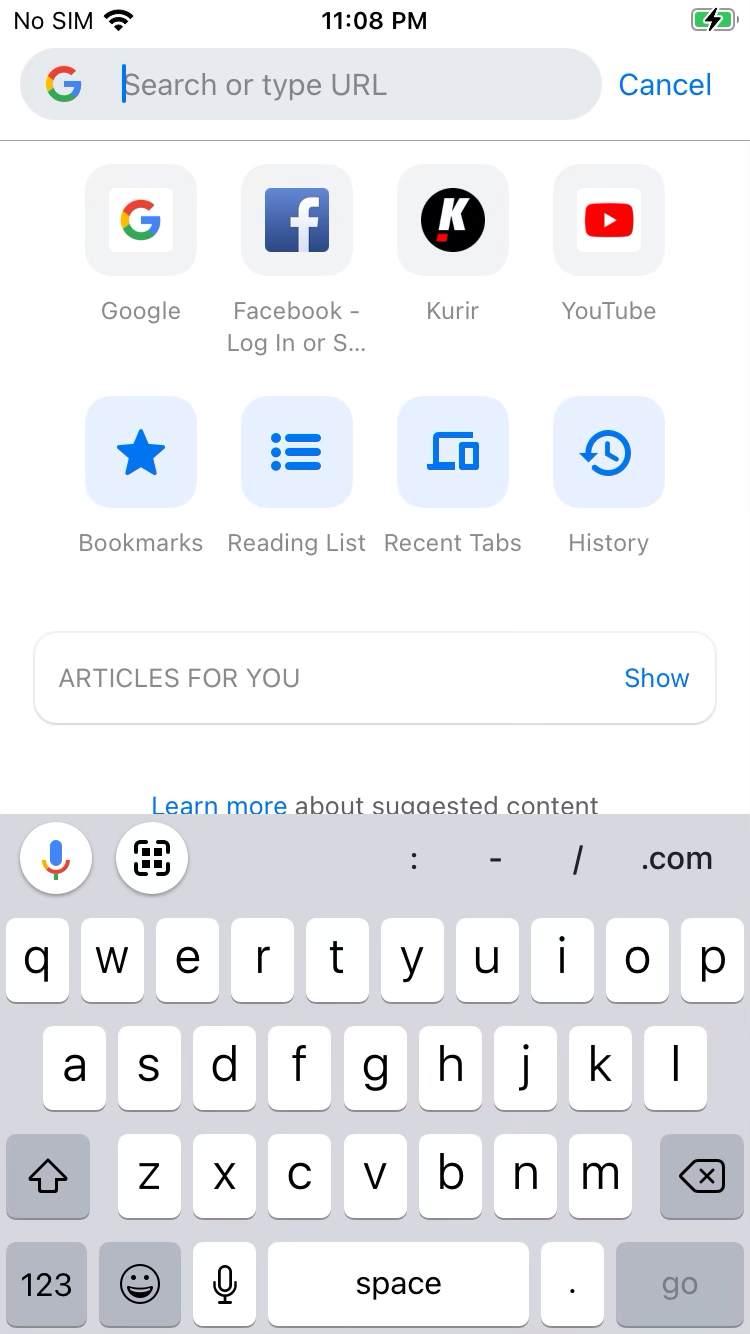 No SIM 11:08 PM
Search or type URL Cancel
Google Facebook - Kurir YouTube
Log In or S...
Bookmarks Reading List Recent Tabs History
ARTICLES FOR YOU Show
Learn more about suggested content
: - / .com
q w e r t y u i o p
a s d f g h j k l
z x c v b n m
123 space . go